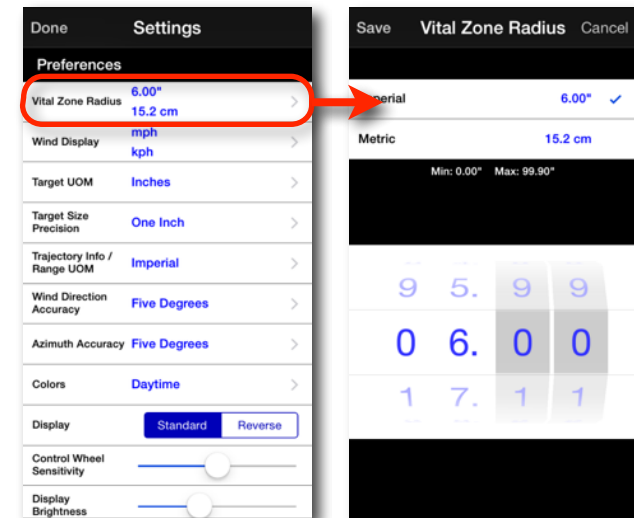 Done Settings
Preferences
Vital Zone Radius 6.00"
15.2 cm
Wind Display mph
kph
Target UOM Inches
Target Size
Precision One Inch
Trajectory Info /
Range UOM Imperial
Wind Direction
Accuracy Five Degrees
Azimuth Accuracy Five Degrees
Colors Daytime
Display Standard Reverse
Control Wheel
Sensitivity
Display
Brightness
Save Vital Zone Radius Cancel
perial 6.00"
Metric 15.2 cm
Min: 0.00" Max: 99.90"
9 5. 9 9
0 6. 0 0
1 7. 1 1